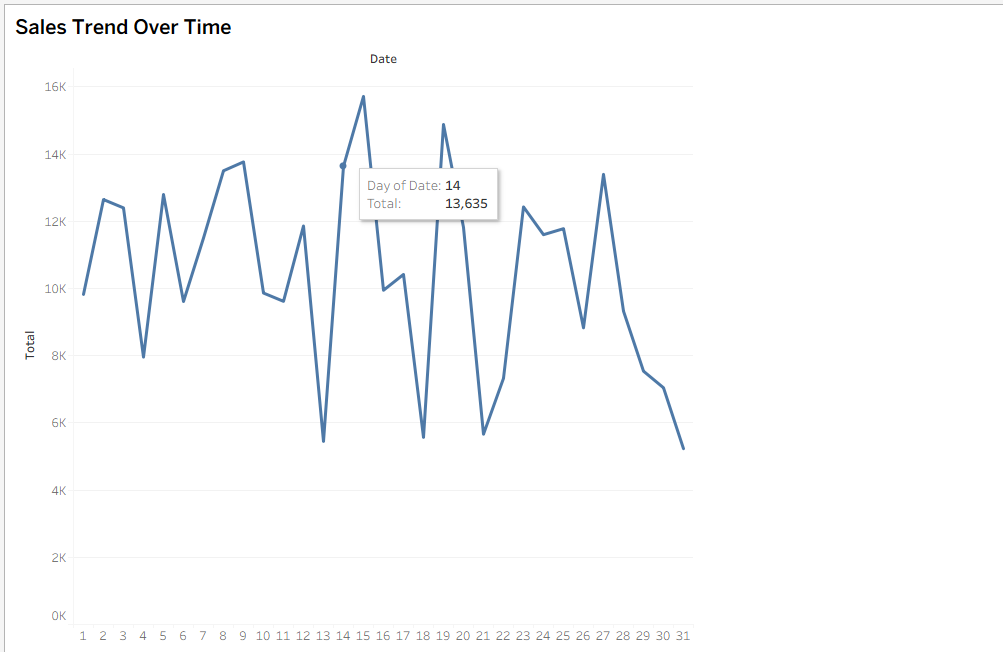 Sales Trend Over Time
Date
16K
14K
12K
10K
8K
6K
4K
2K
0K
Total
Day of Date: 14
Total: 13,635
1 2 3 4 5 6 7 8 9 10 11 12 13 14 15 16 17 18 19 20 21 22 23 24 25 26 27 28 29 30 31